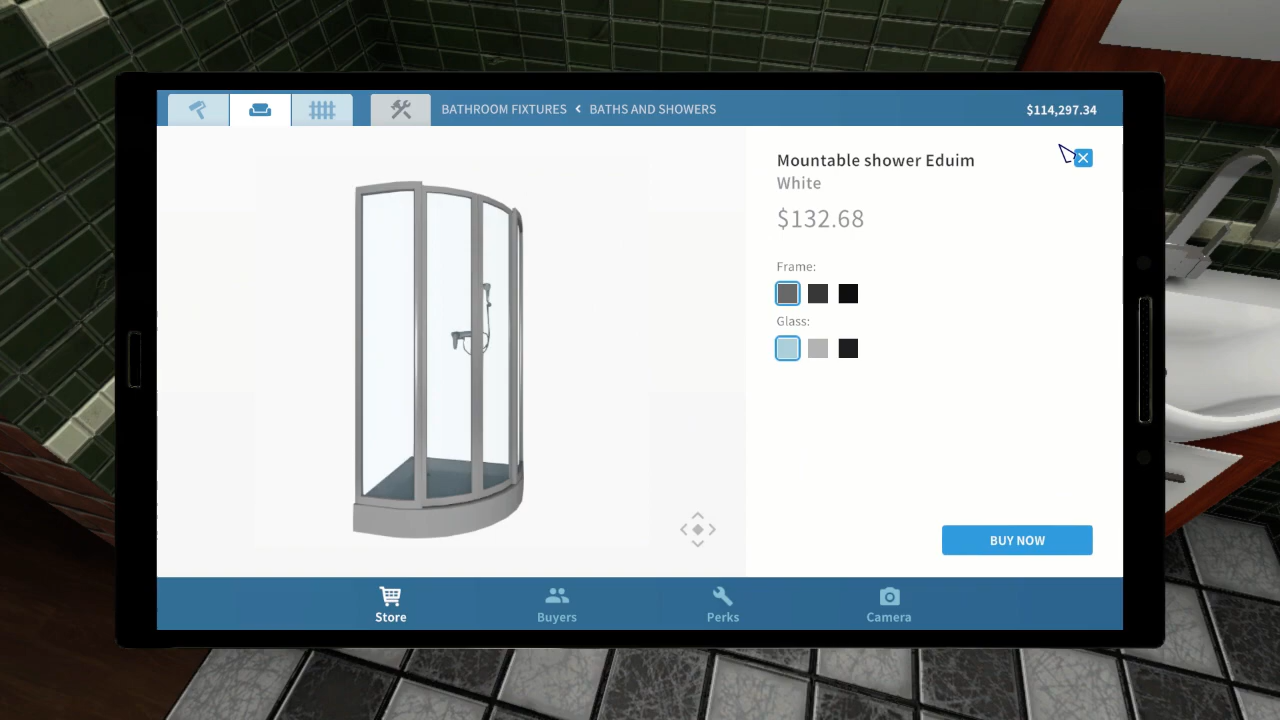 BATHROOM FIXTURES < BATHS AND SHOWERS
$114,297.34
Mountable shower Eduim
White
$132.68
Frame:
Glass:
BUY NOW
Store
Buyers
Perks
Camera